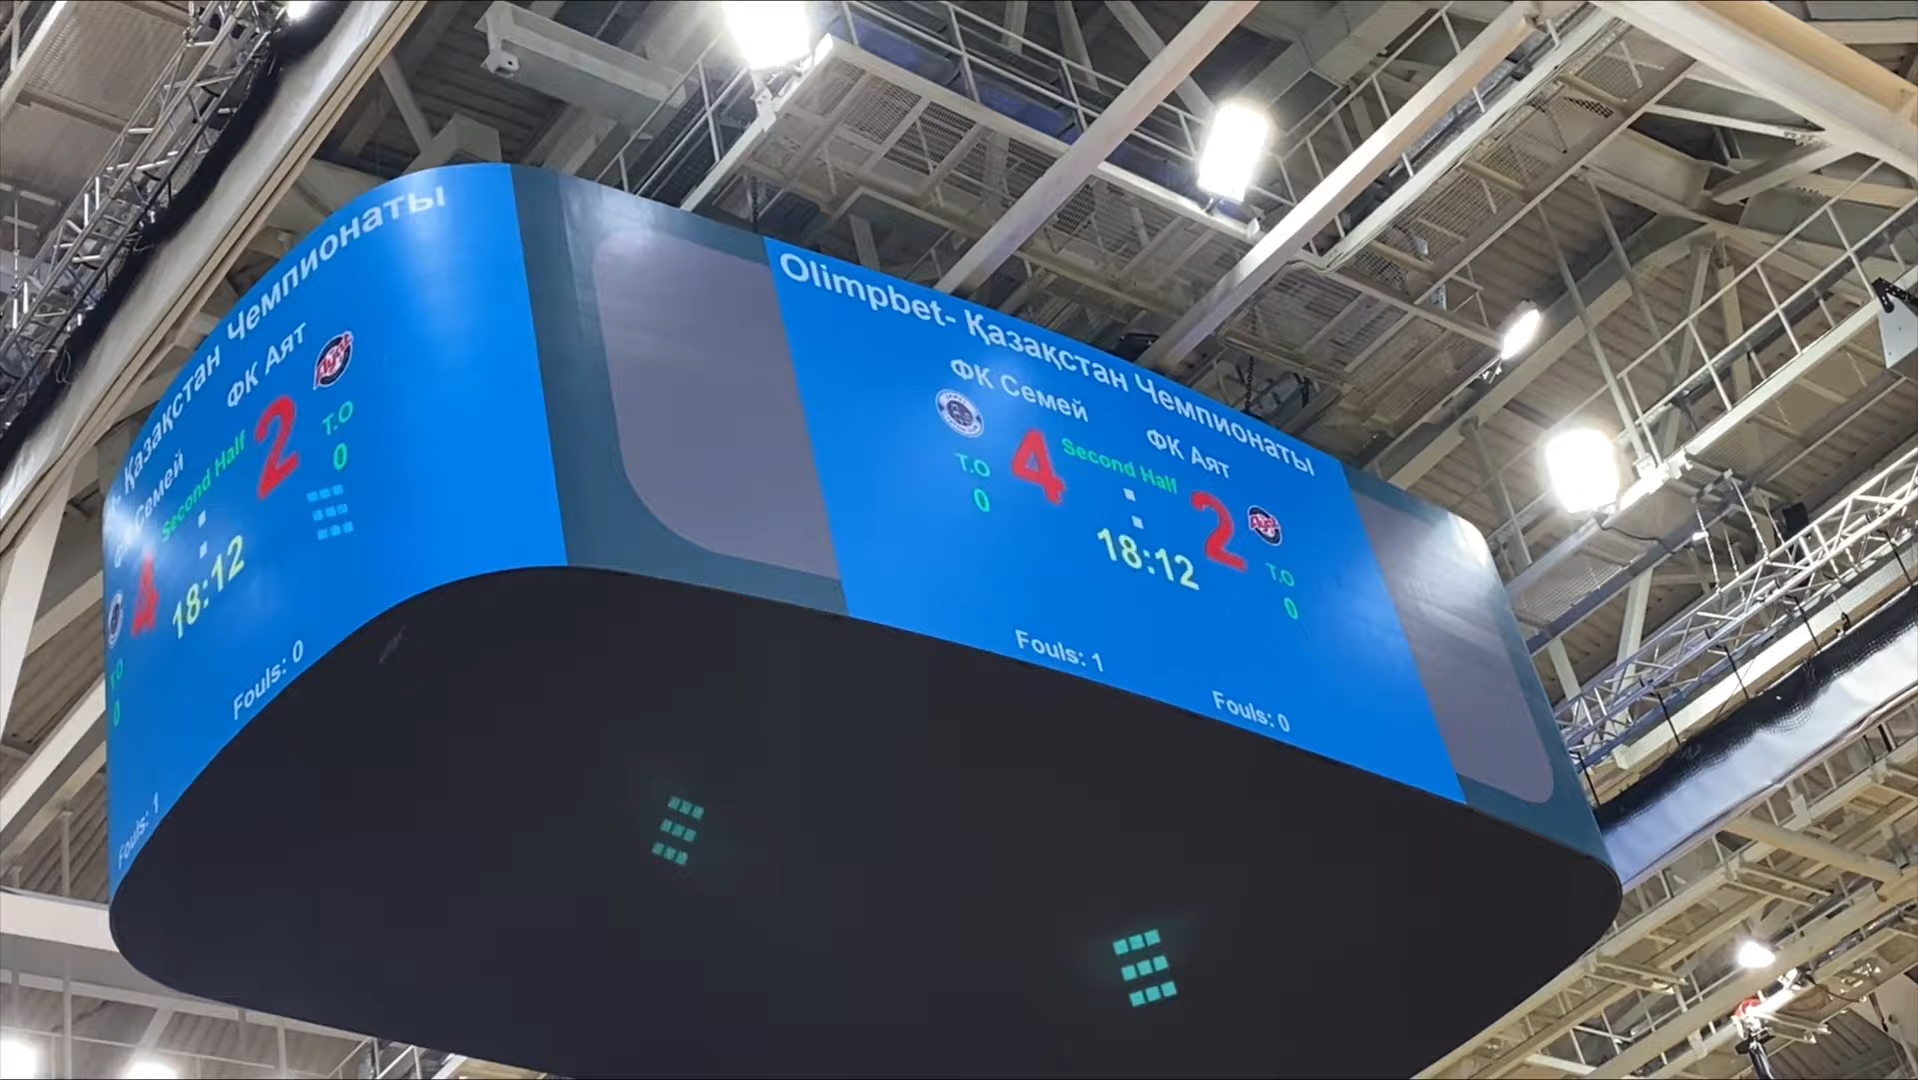 Қазақстан Чемпионаты
Семей
ФК Аят
Second Half
4
2
18:12
Т.О
0
Т.О
0
Fouls: 1
Fouls: 0
Olimpbet- Қазақстан Чемпионаты
ФК Семей
ФК Аят
Second Half
4
2
18:12
Т.О
0
Т.О
0
Fouls: 1
Fouls: 0